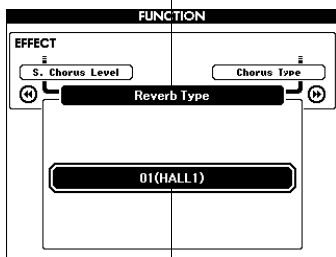 FUNCTION
EFFECT
S. Chorus Level
Chorus Type
Reverb Type
01(HALL1)